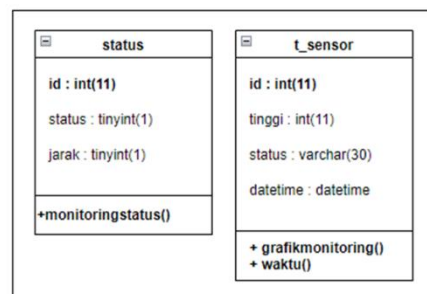 status
id : int(11)
status : tinyint(1)
jarak : tinyint(1)
+monitoringstatus()
t_sensor
id : int(11)
tinggi : int(11)
status : varchar(30)
datetime : datetime
+ grafikmonitoring()
+ waktu()